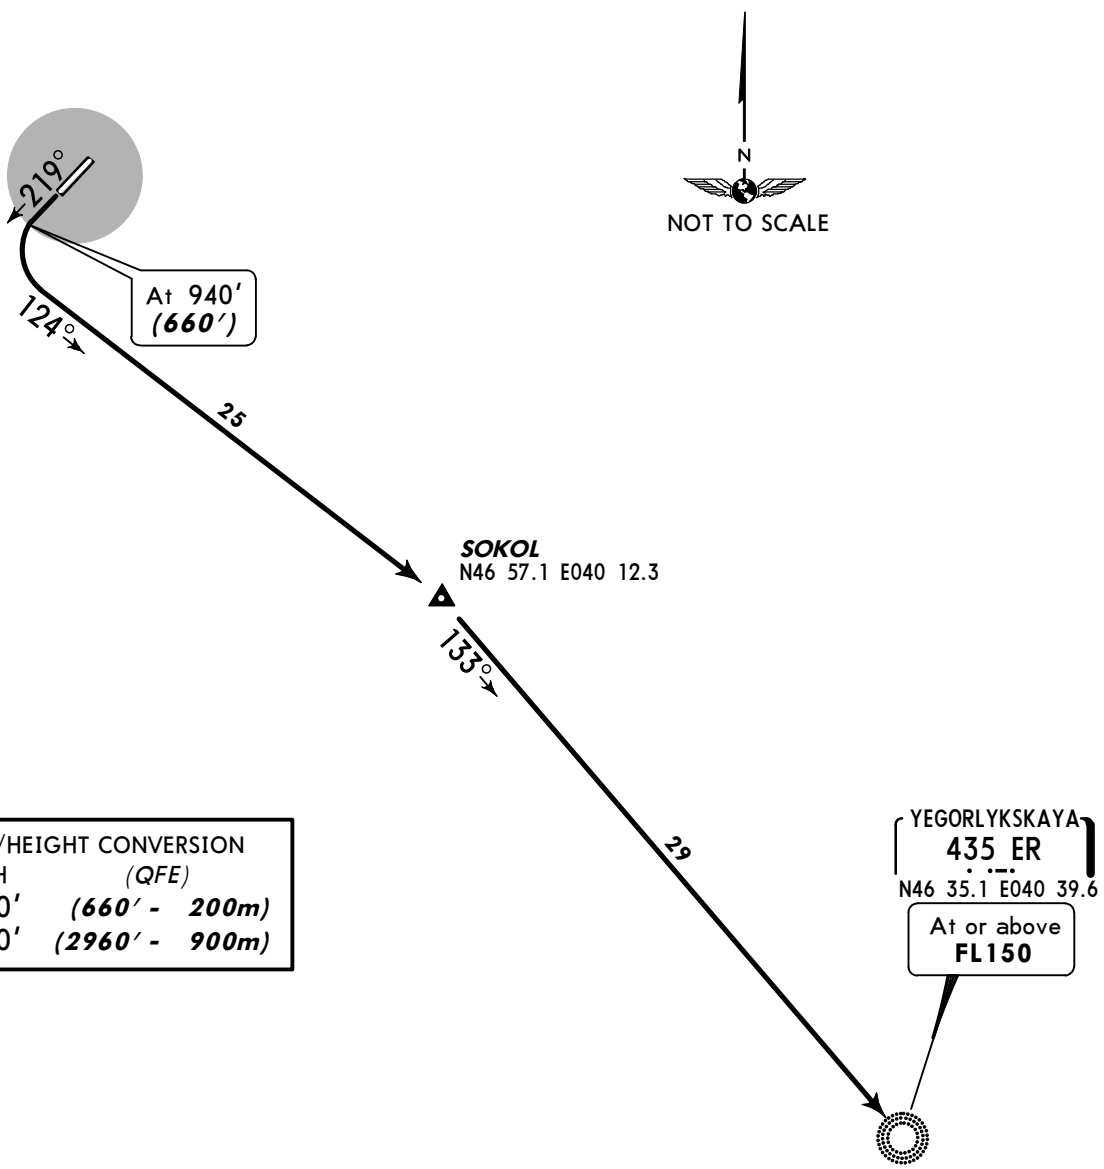 N
NOT TO SCALE
219°
At 940'
(660')
124°
25
SOKOL
N46 57.1 E040 12.3
133°
29
YEGORLYKSKAYA
435 ER
N46 35.1 E040 39.6
At or above
FL150
/HEIGHT CONVERSION
H (QFE)
0' (660' - 200m)
0' (2960' - 900m)